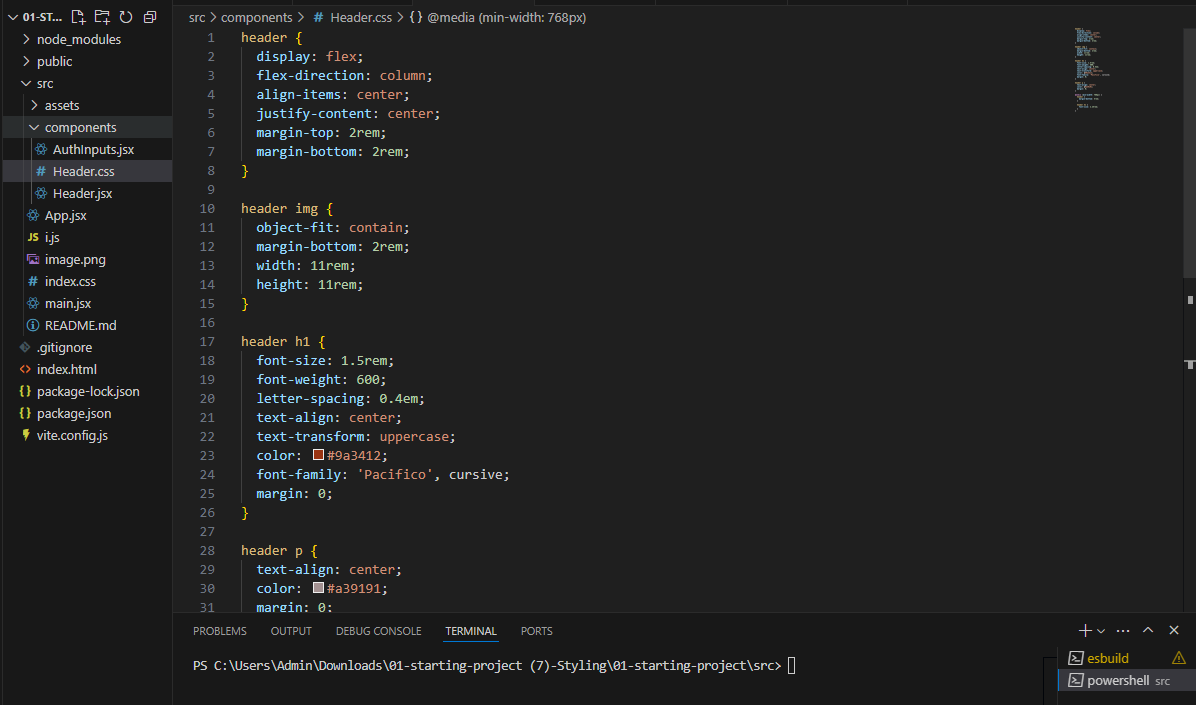 01-ST...
node_modules
public
src
assets
components
AuthInputs.jsx
# Header.css
Header.jsx
App.jsx
JS i.js
image.png
# index.css
main.jsx
README.md
.gitignore
<> index.html
{} package-lock.json
{} package.json
vite.config.js
src > components > # Header.css > {} @media (min-width: 768px)
1 header {
2 display: flex;
3 flex-direction: column;
4 align-items: center;
5 justify-content: center;
6 margin-top: 2rem;
7 margin-bottom: 2rem;
8 }
9
10 header img {
11 object-fit: contain;
12 margin-bottom: 2rem;
13 width: 11rem;
14 height: 11rem;
15 }
16
17 header h1 {
18 font-size: 1.5rem;
19 font-weight: 600;
20 letter-spacing: 0.4em;
21 text-align: center;
22 text-transform: uppercase;
23 color: #9a3412;
24 font-family: 'Pacifico', cursive;
25 margin: 0;
26 }
27
28 header p {
29 text-align: center;
30 color: #a39191;
31 margin: 0;
PROBLEMS OUTPUT DEBUG CONSOLE TERMINAL PORTS
PS C:\Users\Admin\Downloads\01-starting-project (7)-Styling\01-starting-project\src>
esbuild
powershell src